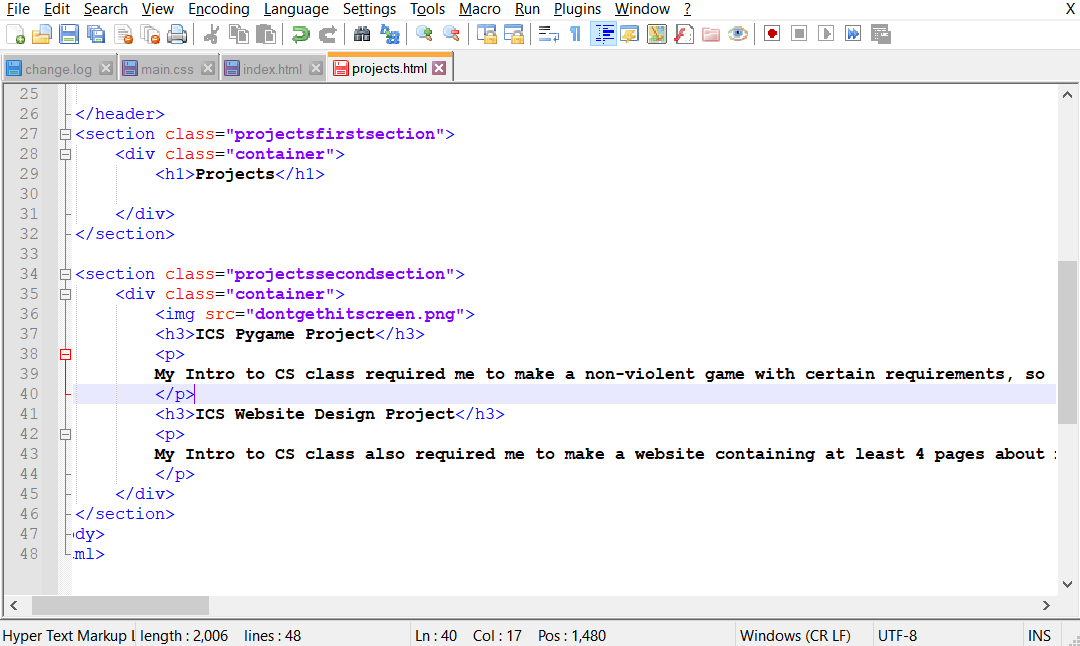 File Edit Search View Encoding Language Settings Tools Macro Run Plugins Window ? X
change.log main.css index.html projects.html
25
26 </header>
27 <section class="projectsfirstsection">
28 <div class="container">
29 <h1>Projects</h1>
30
31 </div>
32 </section>
33
34 <section class="projectssecondsection">
35 <div class="container">
36 <img src="dontgethitscreen.png">
37 <h3>ICS Pygame Project</h3>
38 <p>
39 My Intro to CS class required me to make a non-violent game with certain requirements, so
40 </p>
41 <h3>ICS Website Design Project</h3>
42 <p>
43 My Intro to CS class also required me to make a website containing at least 4 pages about
44 </p>
45 </div>
46 </section>
47 dy>
48 ml>
Hyper Text Markup L length : 2,006 lines : 48 Ln : 40 Col : 17 Pos : 1,480 Windows (CR LF) UTF-8 INS